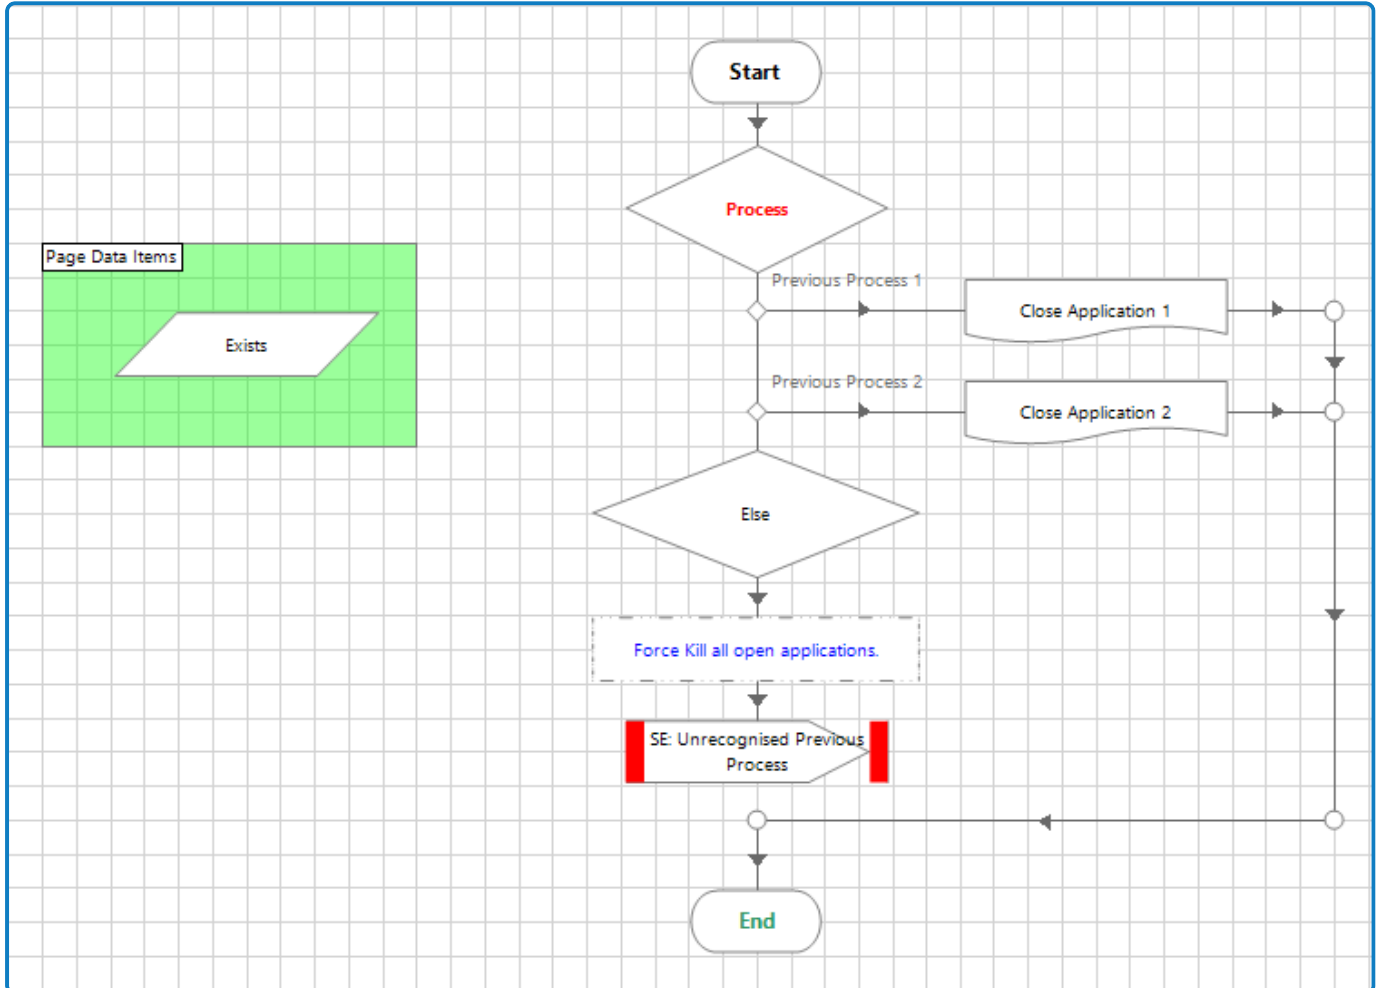 Start
Process
Page Data Items
Exists
Previous Process 1
Close Application 1
Previous Process 2
Close Application 2
Else
Force Kill all open applications.
SE: Unrecognised Previous
Process
End